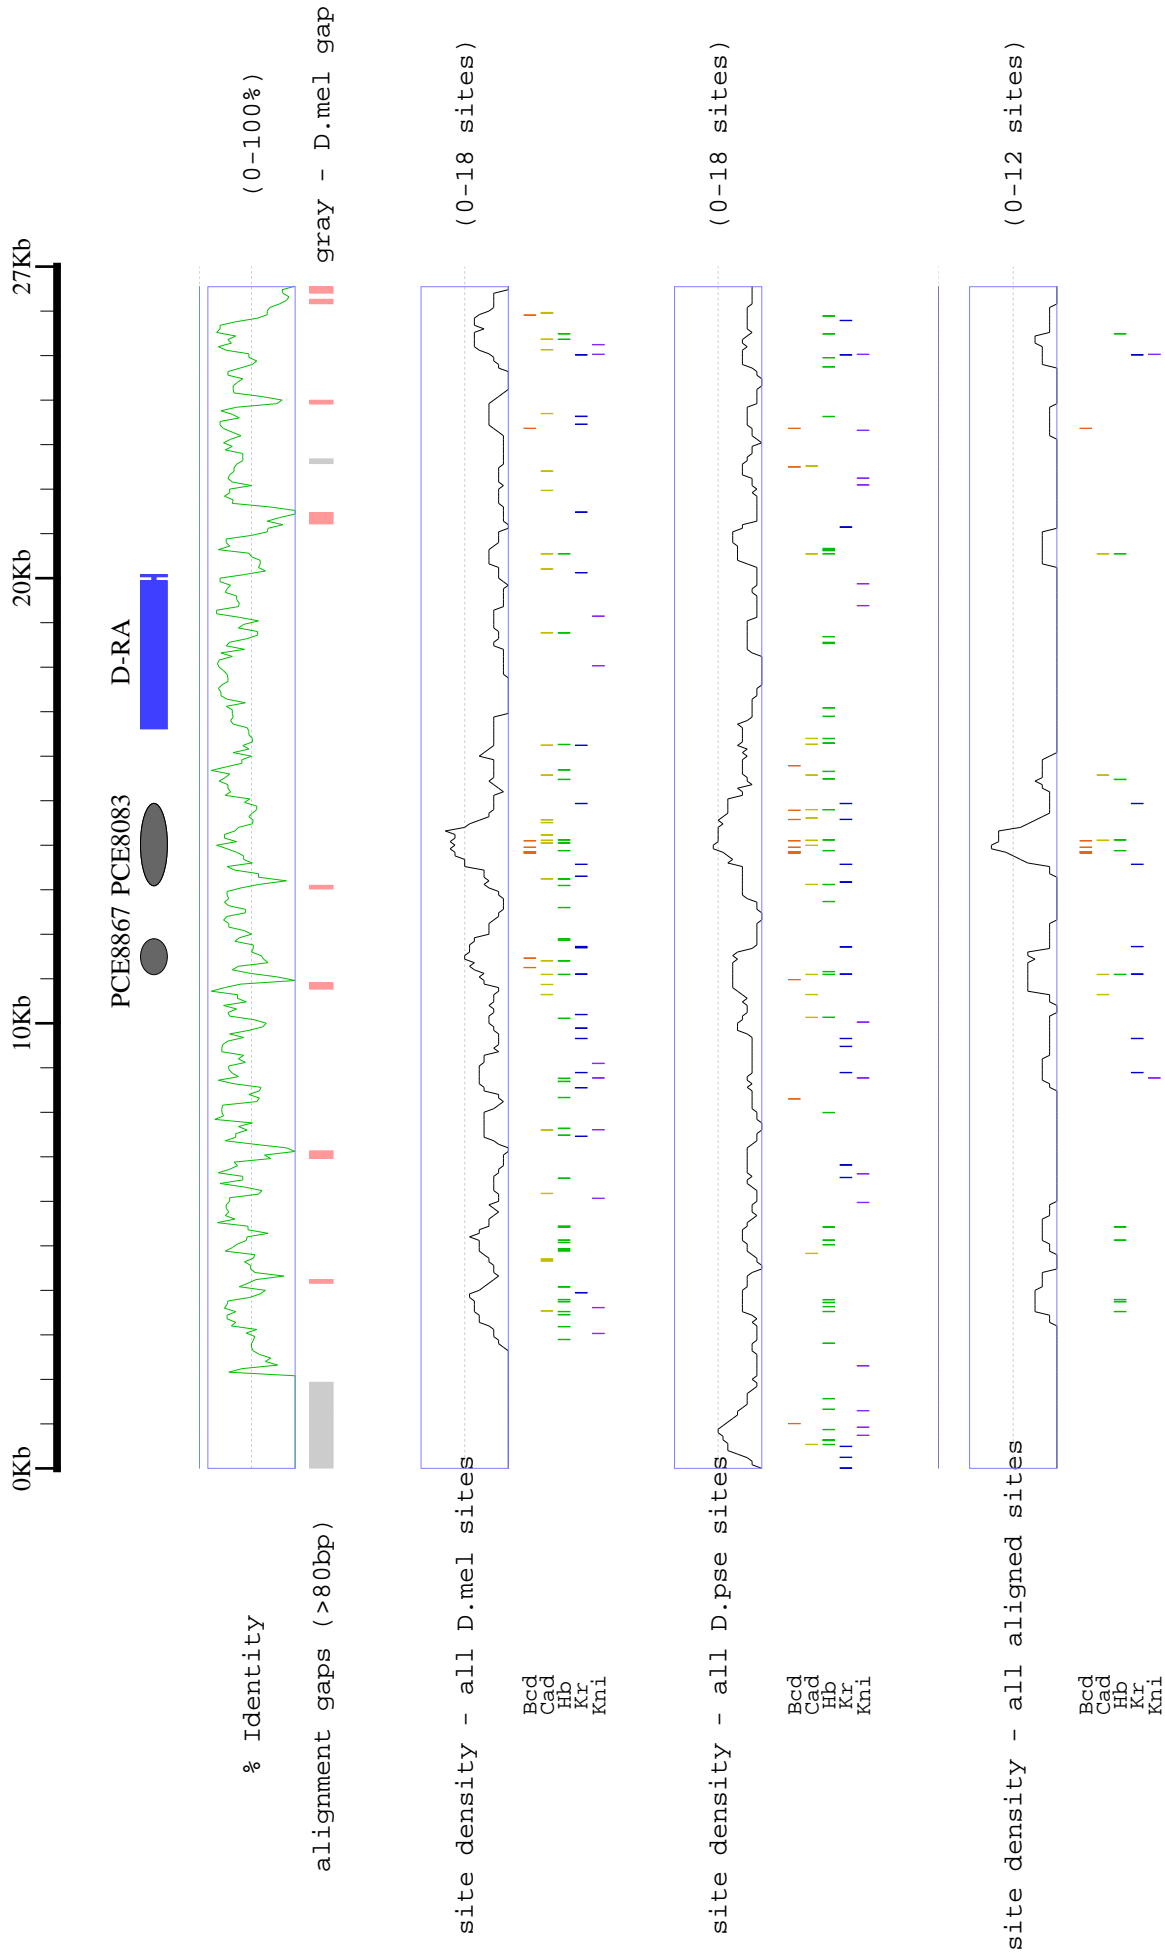 0Kb 10Kb 20Kb 27Kb
PCE8867 PCE8083 D-RA
% Identity (0-100%)
alignment gaps (>80bp) gray - D.mel gap
site density - all D.mel sites (0-18 sites)
Bcd
Cad
Hb
Kr
Kni
site density - all D.pse sites (0-18 sites)
Bcd
Cad
Hb
Kr
Kni
site density - all aligned sites (0-12 sites)
Bcd
Cad
Hb
Kr
Kni